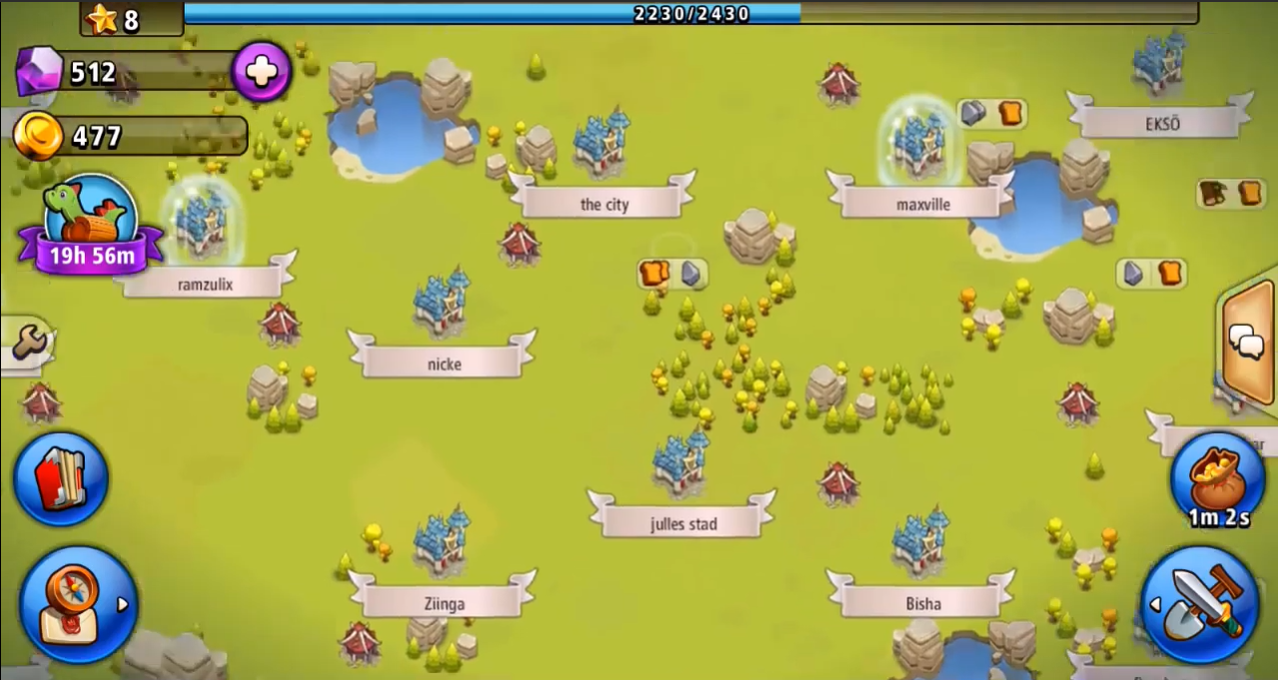 8
2230/2430
512
477
EKSÖ
the city
maxville
19h 56m
ramzulix
nicke
julles stad
1m 2s
Ziinga
Bisha